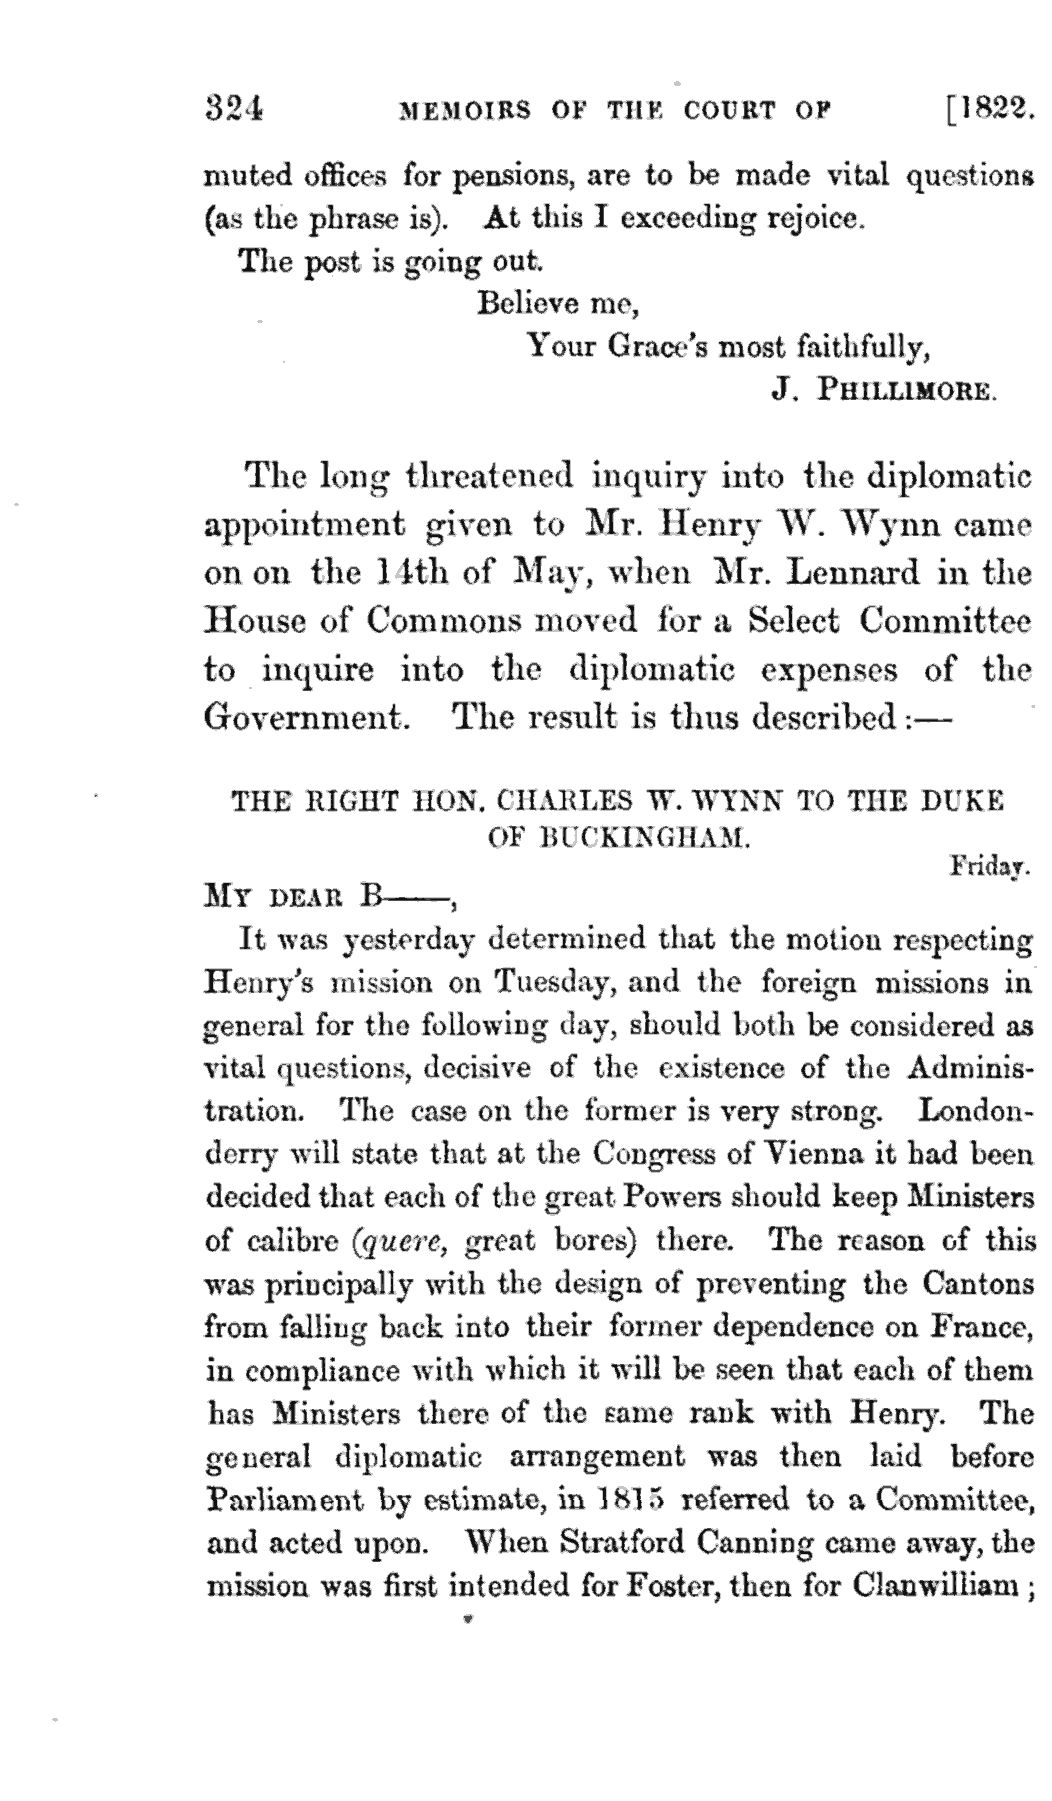 324 MEMOIRS OF THE COURT OF [1822.
muted offices for pensions, are to be made vital questions
(as the phrase is). At this I exceeding rejoice.
The post is going out.
Believe me,
Your Grace's most faithfully,
J. PHILLIMORE.
The long threatened inquiry into the diplomatic
appointment given to Mr. Henry W. Wynn came
on on the 14th of May, when Mr. Lennard in the
House of Commons moved for a Select Committee
to inquire into the diplomatic expenses of the
Government. The result is thus described:—
THE RIGHT HON. CHARLES W. WYNN TO THE DUKE
OF BUCKINGHAM.
Friday.
MY DEAR B——,
It was yesterday determined that the motion respecting
Henry's mission on Tuesday, and the foreign missions in
general for the following day, should both be considered as
vital questions, decisive of the existence of the Adminis-
tration. The case on the former is very strong. London-
derry will state that at the Congress of Vienna it had been
decided that each of the great Powers should keep Ministers
of calibre (quere, great bores) there. The reason of this
was principally with the design of preventing the Cantons
from falling back into their former dependence on France,
in compliance with which it will be seen that each of them
has Ministers there of the same rank with Henry. The
general diplomatic arrangement was then laid before
Parliament by estimate, in 1815 referred to a Committee,
and acted upon. When Stratford Canning came away, the
mission was first intended for Foster, then for Clanwilliam;